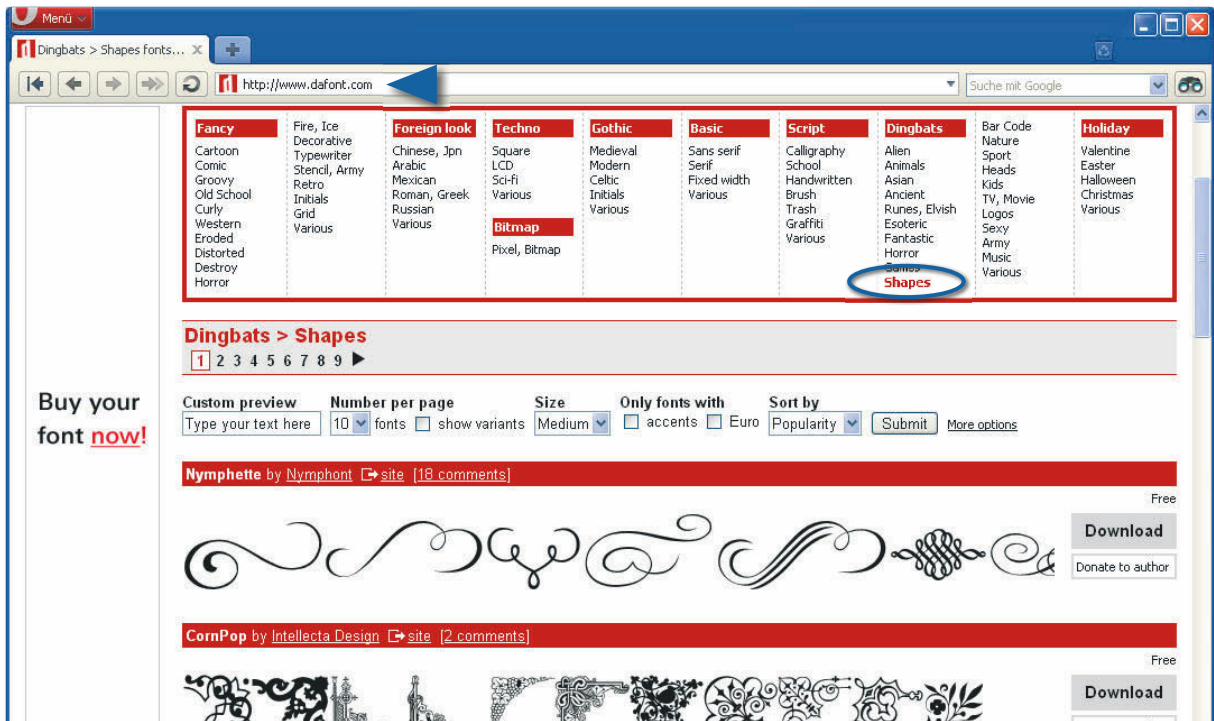 Menü
Dingbats > Shapes fonts...
http://www.dafont.com
Suche mit Google
Fancy
Cartoon
Comic
Groovy
Old School
Curly
Western
Eroded
Distorted
Destroy
Horror
Fire, Ice
Decorative
Typewriter
Stencil, Army
Retro
Initials
Grid
Various
Foreign look
Chinese, Jpn
Arabic
Mexican
Roman, Greek
Russian
Various
Techno
Square
LCD
Sci-fi
Various
Bitmap
Pixel, Bitmap
Gothic
Medieval
Modern
Celtic
Initials
Various
Basic
Sans serif
Serif
Fixed width
Various
Script
Calligraphy
School
Handwritten
Brush
Trash
Graffiti
Various
Dingbats
Alien
Animals
Asian
Ancient
Runes, Elvish
Esoteric
Fantastic
Horror
Games
Shapes
Bar Code
Nature
Sport
Heads
Kids
TV, Movie
Logos
Sexy
Army
Music
Various
Holiday
Valentine
Easter
Halloween
Christmas
Various
Dingbats > Shapes
1 2 3 4 5 6 7 8 9
Buy your
font now!
Custom preview Number per page Size Only fonts with Sort by
Type your text here 10 fonts show variants Medium accents Euro Popularity Submit More options
Nymphette by Nymphont site [18 comments]
Free
Download
Donate to author
CornPop by Intellecta Design site [2 comments]
Free
Download